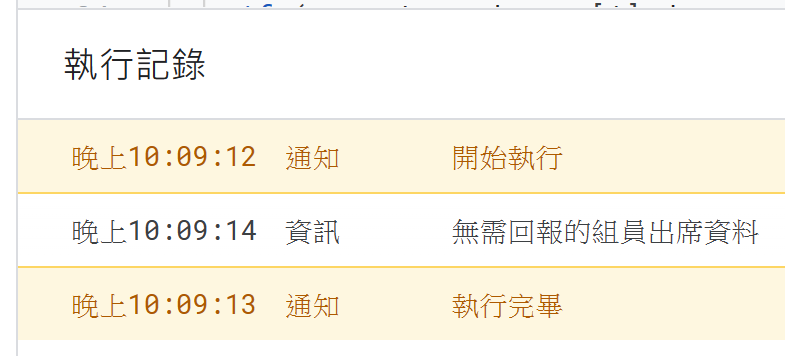 執行記錄
晚上10:09:12 通知 開始執行
晚上10:09:14 資訊 無需回報的組員出席資料
晚上10:09:13 通知 執行完畢